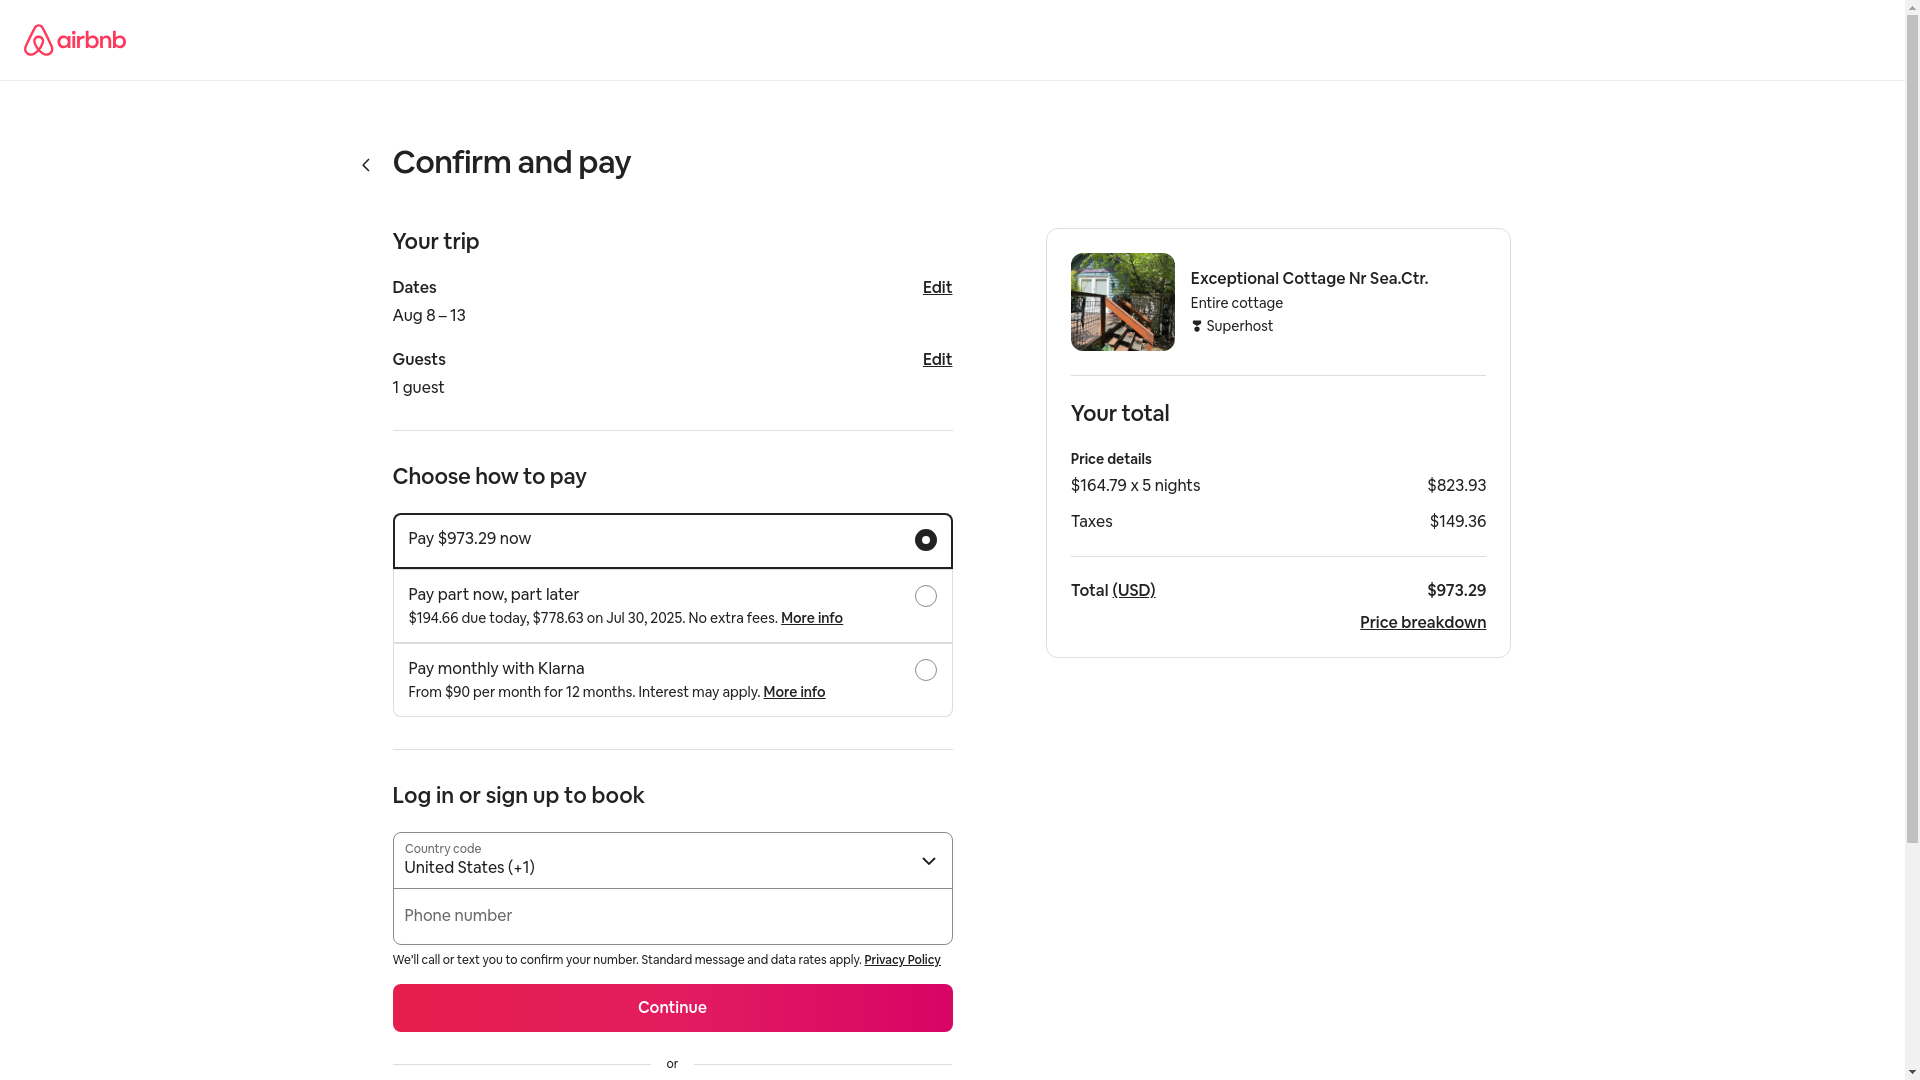 airbnb
Confirm and pay
Your trip
Dates
Edit
Aug 8 – 13
Guests
Edit
1 guest
Choose how to pay
Pay $973.29 now
Pay part now, part later
$194.66 due today, $778.63 on Jul 30, 2025. No extra fees. More info
Pay monthly with Klarna
From $90 per month for 12 months. Interest may apply. More info
Log in or sign up to book
Country code
United States (+1)
Phone number
We’ll call or text you to confirm your number. Standard message and data rates apply. Privacy Policy
Continue
or
Exceptional Cottage Nr Sea.Ctr.
Entire cottage
Superhost
Your total
Price details
$164.79 x 5 nights
$823.93
Taxes
$149.36
Total (USD)
$973.29
Price breakdown